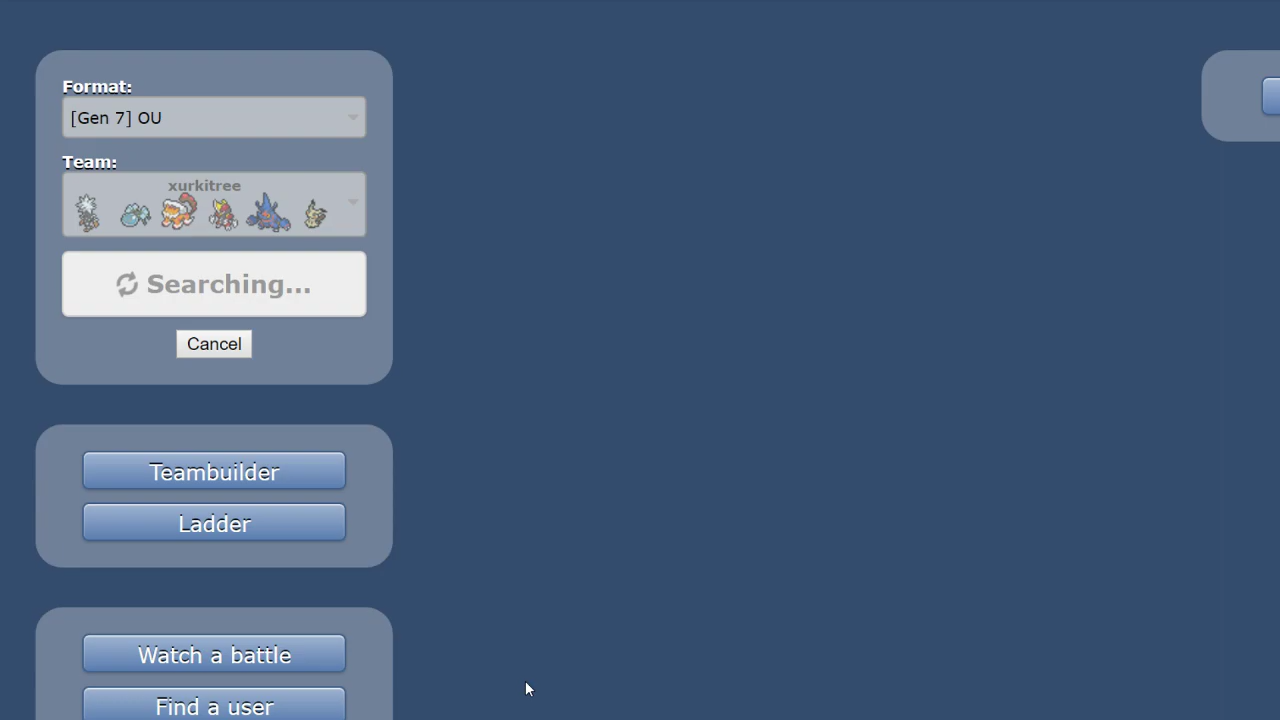 Format:
[Gen 7] OU
Team:
xurkitree
Searching...
Cancel
Teambuilder
Ladder
Watch a battle
Find a user